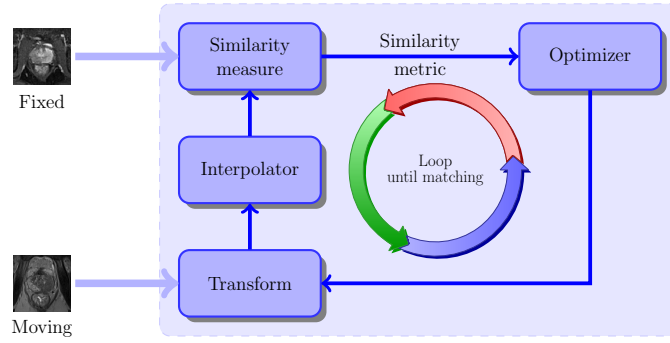 Similarity
measure
Similarity
metric
Optimizer
Fixed
Interpolator
Loop
until matching
Transform
Moving